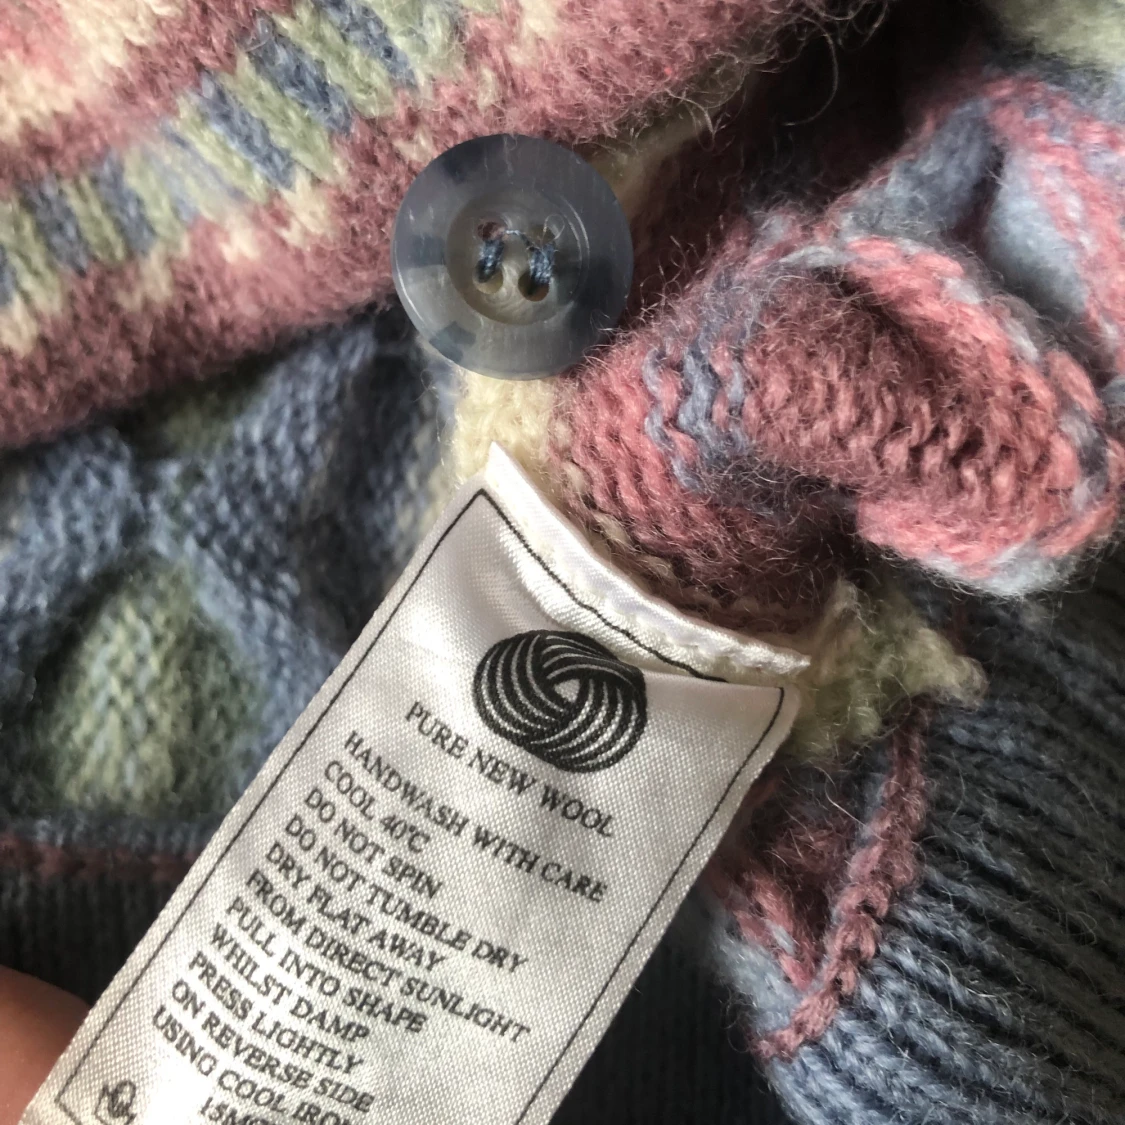 PURE NEW WOOL
HANDWASH WITH CARE
COOL 40°C
DO NOT SPIN
DO NOT TUMBLE DRY
DRY FLAT AWAY
FROM DIRECT SUNLIGHT
PULL INTO SHAPE
WHILST DAMP
PRESS LIGHTLY
ON REVERSE SIDE
USING COOL IRON